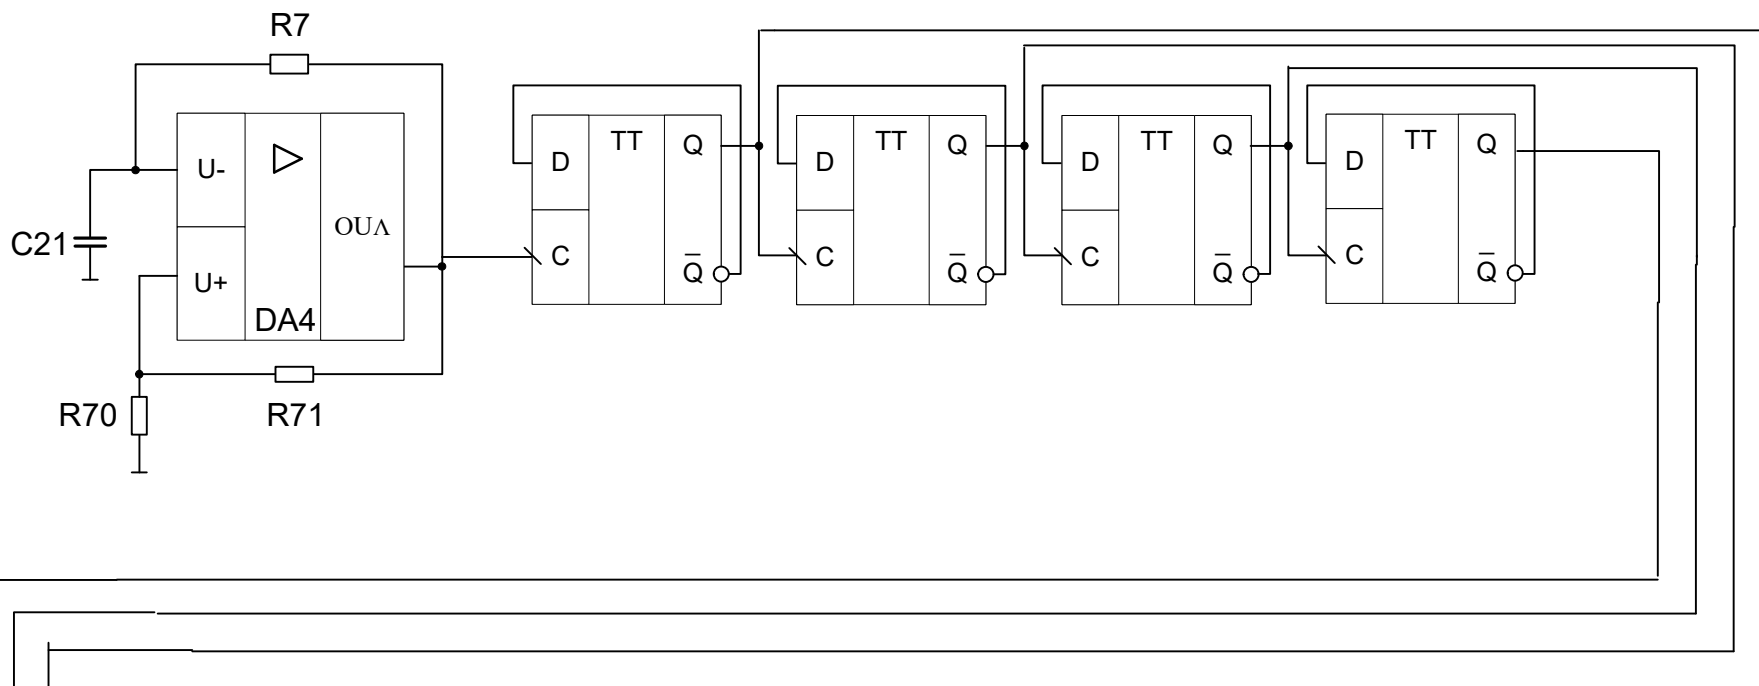 R7
U-
U+
OUΛ
DA4
C21
R70
R71
D
TT
Q
C
Q̅
D
TT
Q
C
Q̅
D
TT
Q
C
Q̅
D
TT
Q
C
Q̅